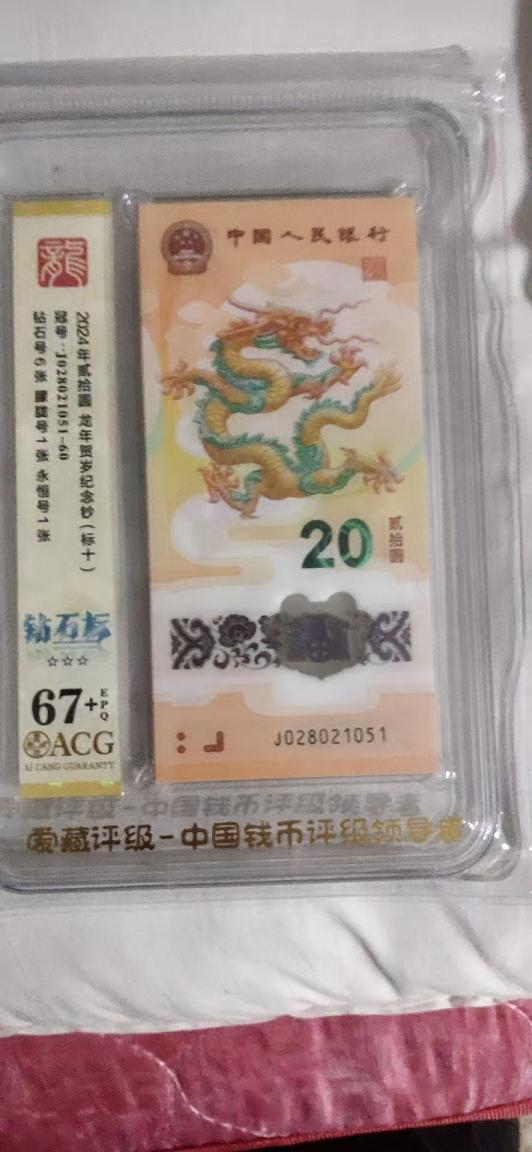 龍
2024年贰拾圆 龙年贺岁纪念钞(标十)
冠号:J028021051-60
钻石号6张 朦胧号1张 永恒号1张
钻石标
☆☆☆
67+
EPQ
ACG
AI CANG GUARANTY
中国人民银行
20
贰拾圆
J028021051
爱藏评级-中国钱币评级领导者